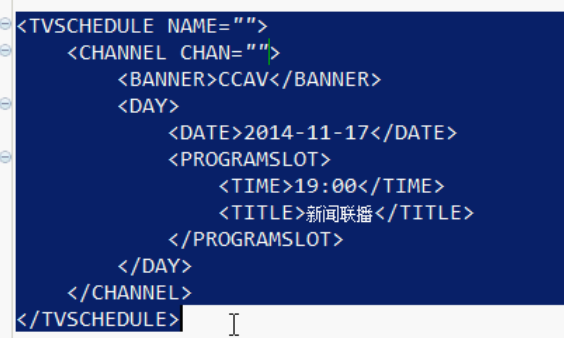 <TVSCHEDULE NAME="">
<CHANNEL CHAN="">
<BANNER>CCAV</BANNER>
<DAY>
<DATE>2014-11-17</DATE>
<PROGRAMSLOT>
<TIME>19:00</TIME>
<TITLE>新闻联播</TITLE>
</PROGRAMSLOT>
</DAY>
</CHANNEL>
</TVSCHEDULE>